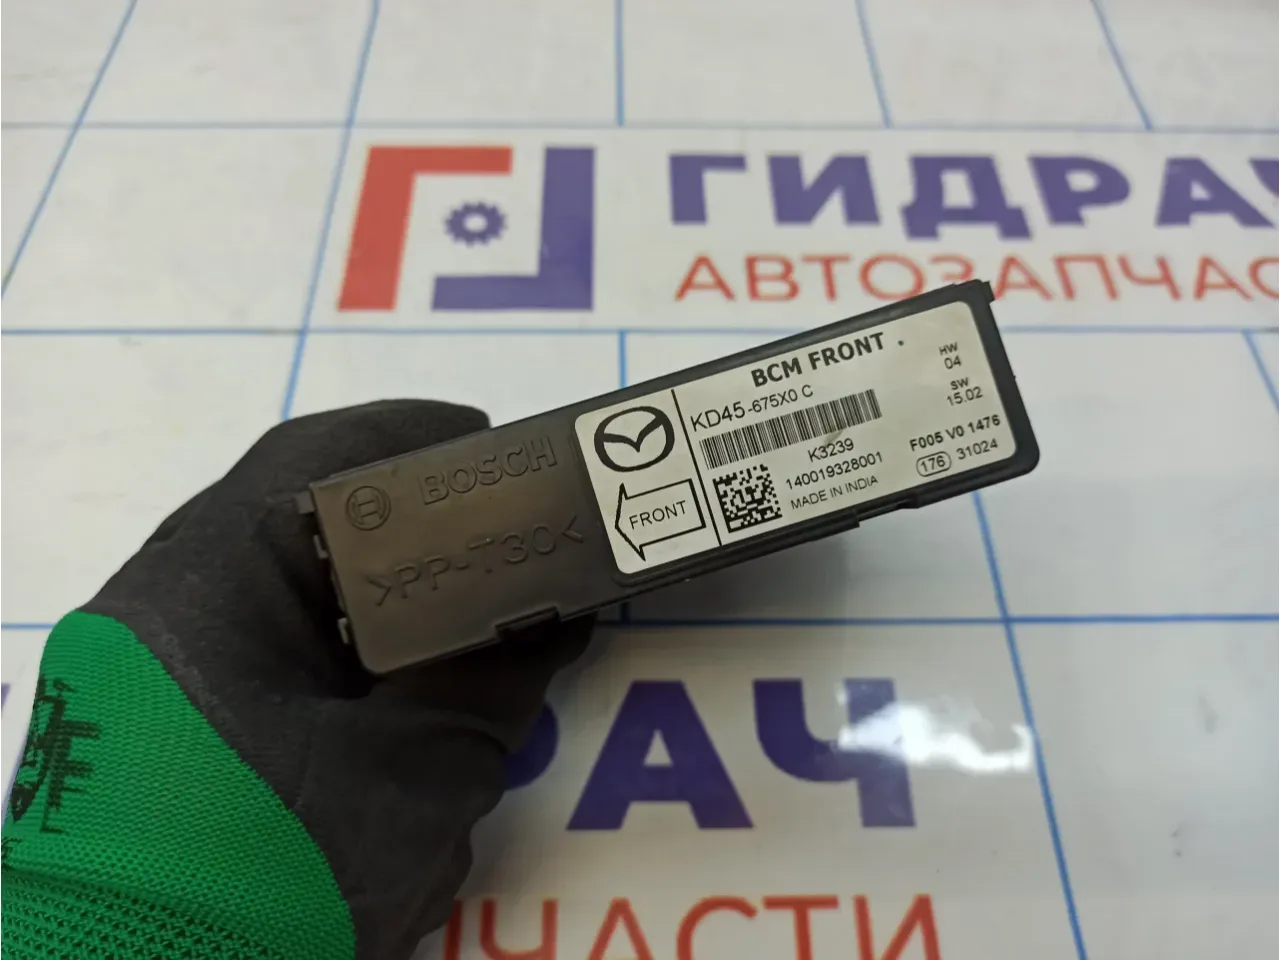 ГИДРАЧ
АВТОЗАПЧАС
BCM FRONT .
HW
04
KD45-675X0 C
SW
15.02
BOSCH
K3239
F005 V0 1476
140019328001
176 31024
FRONT
MADE IN INDIA
>PP-T30<
РАЧ
ЧАСТИ